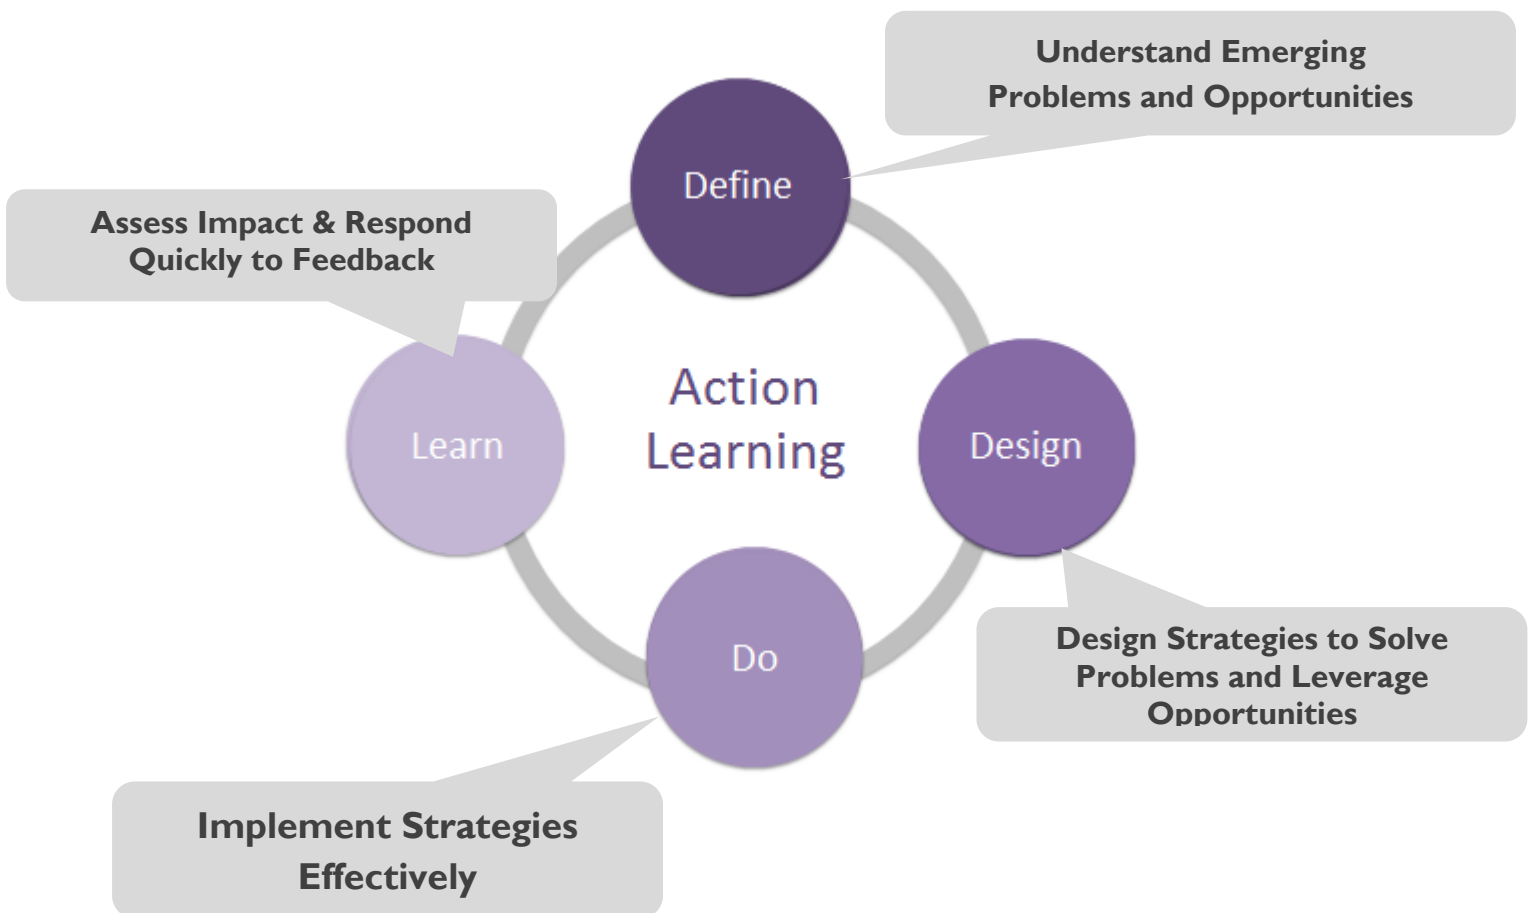 Understand Emerging
Problems and Opportunities
Define
Assess Impact & Respond
Quickly to Feedback
Action
Learning
Learn
Design
Do
Design Strategies to Solve
Problems and Leverage
Opportunities
Implement Strategies
Effectively